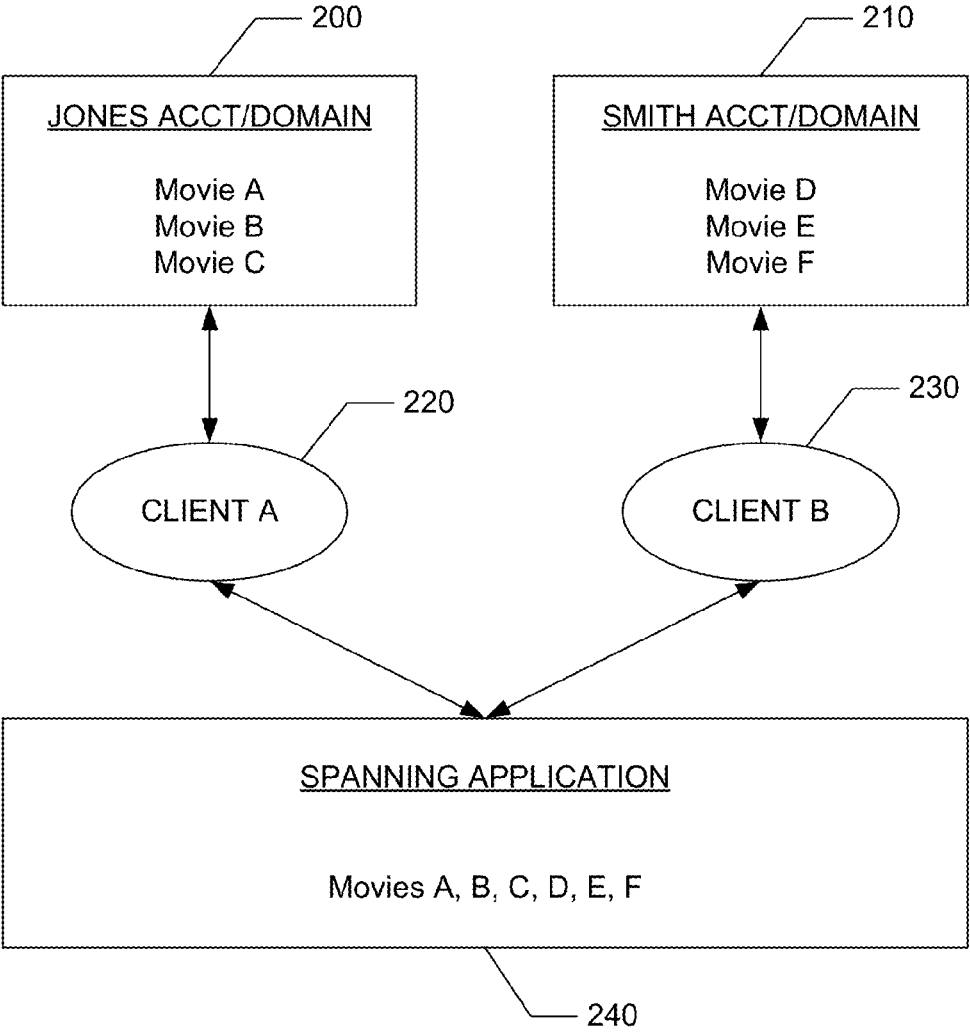 200
210
JONES ACCT/DOMAIN
Movie A
Movie B
Movie C
SMITH ACCT/DOMAIN
Movie D
Movie E
Movie F
220
230
CLIENT A
CLIENT B
SPANNING APPLICATION
Movies A, B, C, D, E, F
240